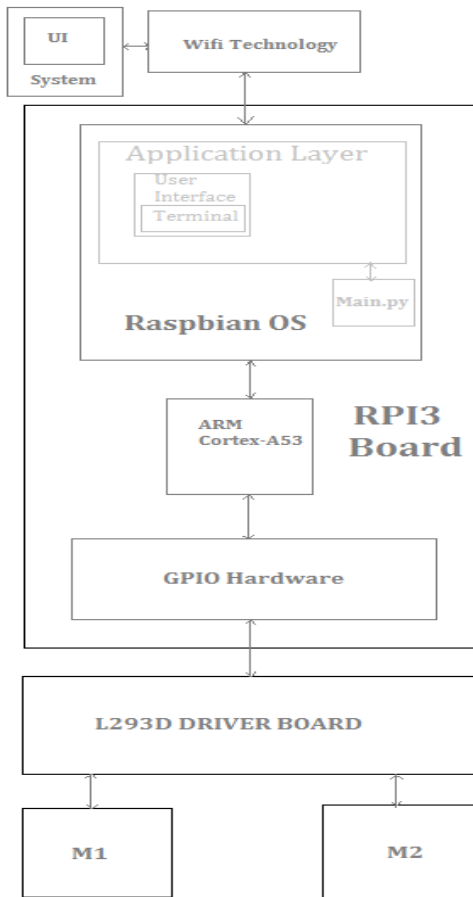 UI
System
Wifi Technology
Application Layer
User
Interface
Terminal
Main.py
Raspbian OS
ARM
Cortex-A53
RPI3
Board
GPIO Hardware
L293D DRIVER BOARD
M1
M2